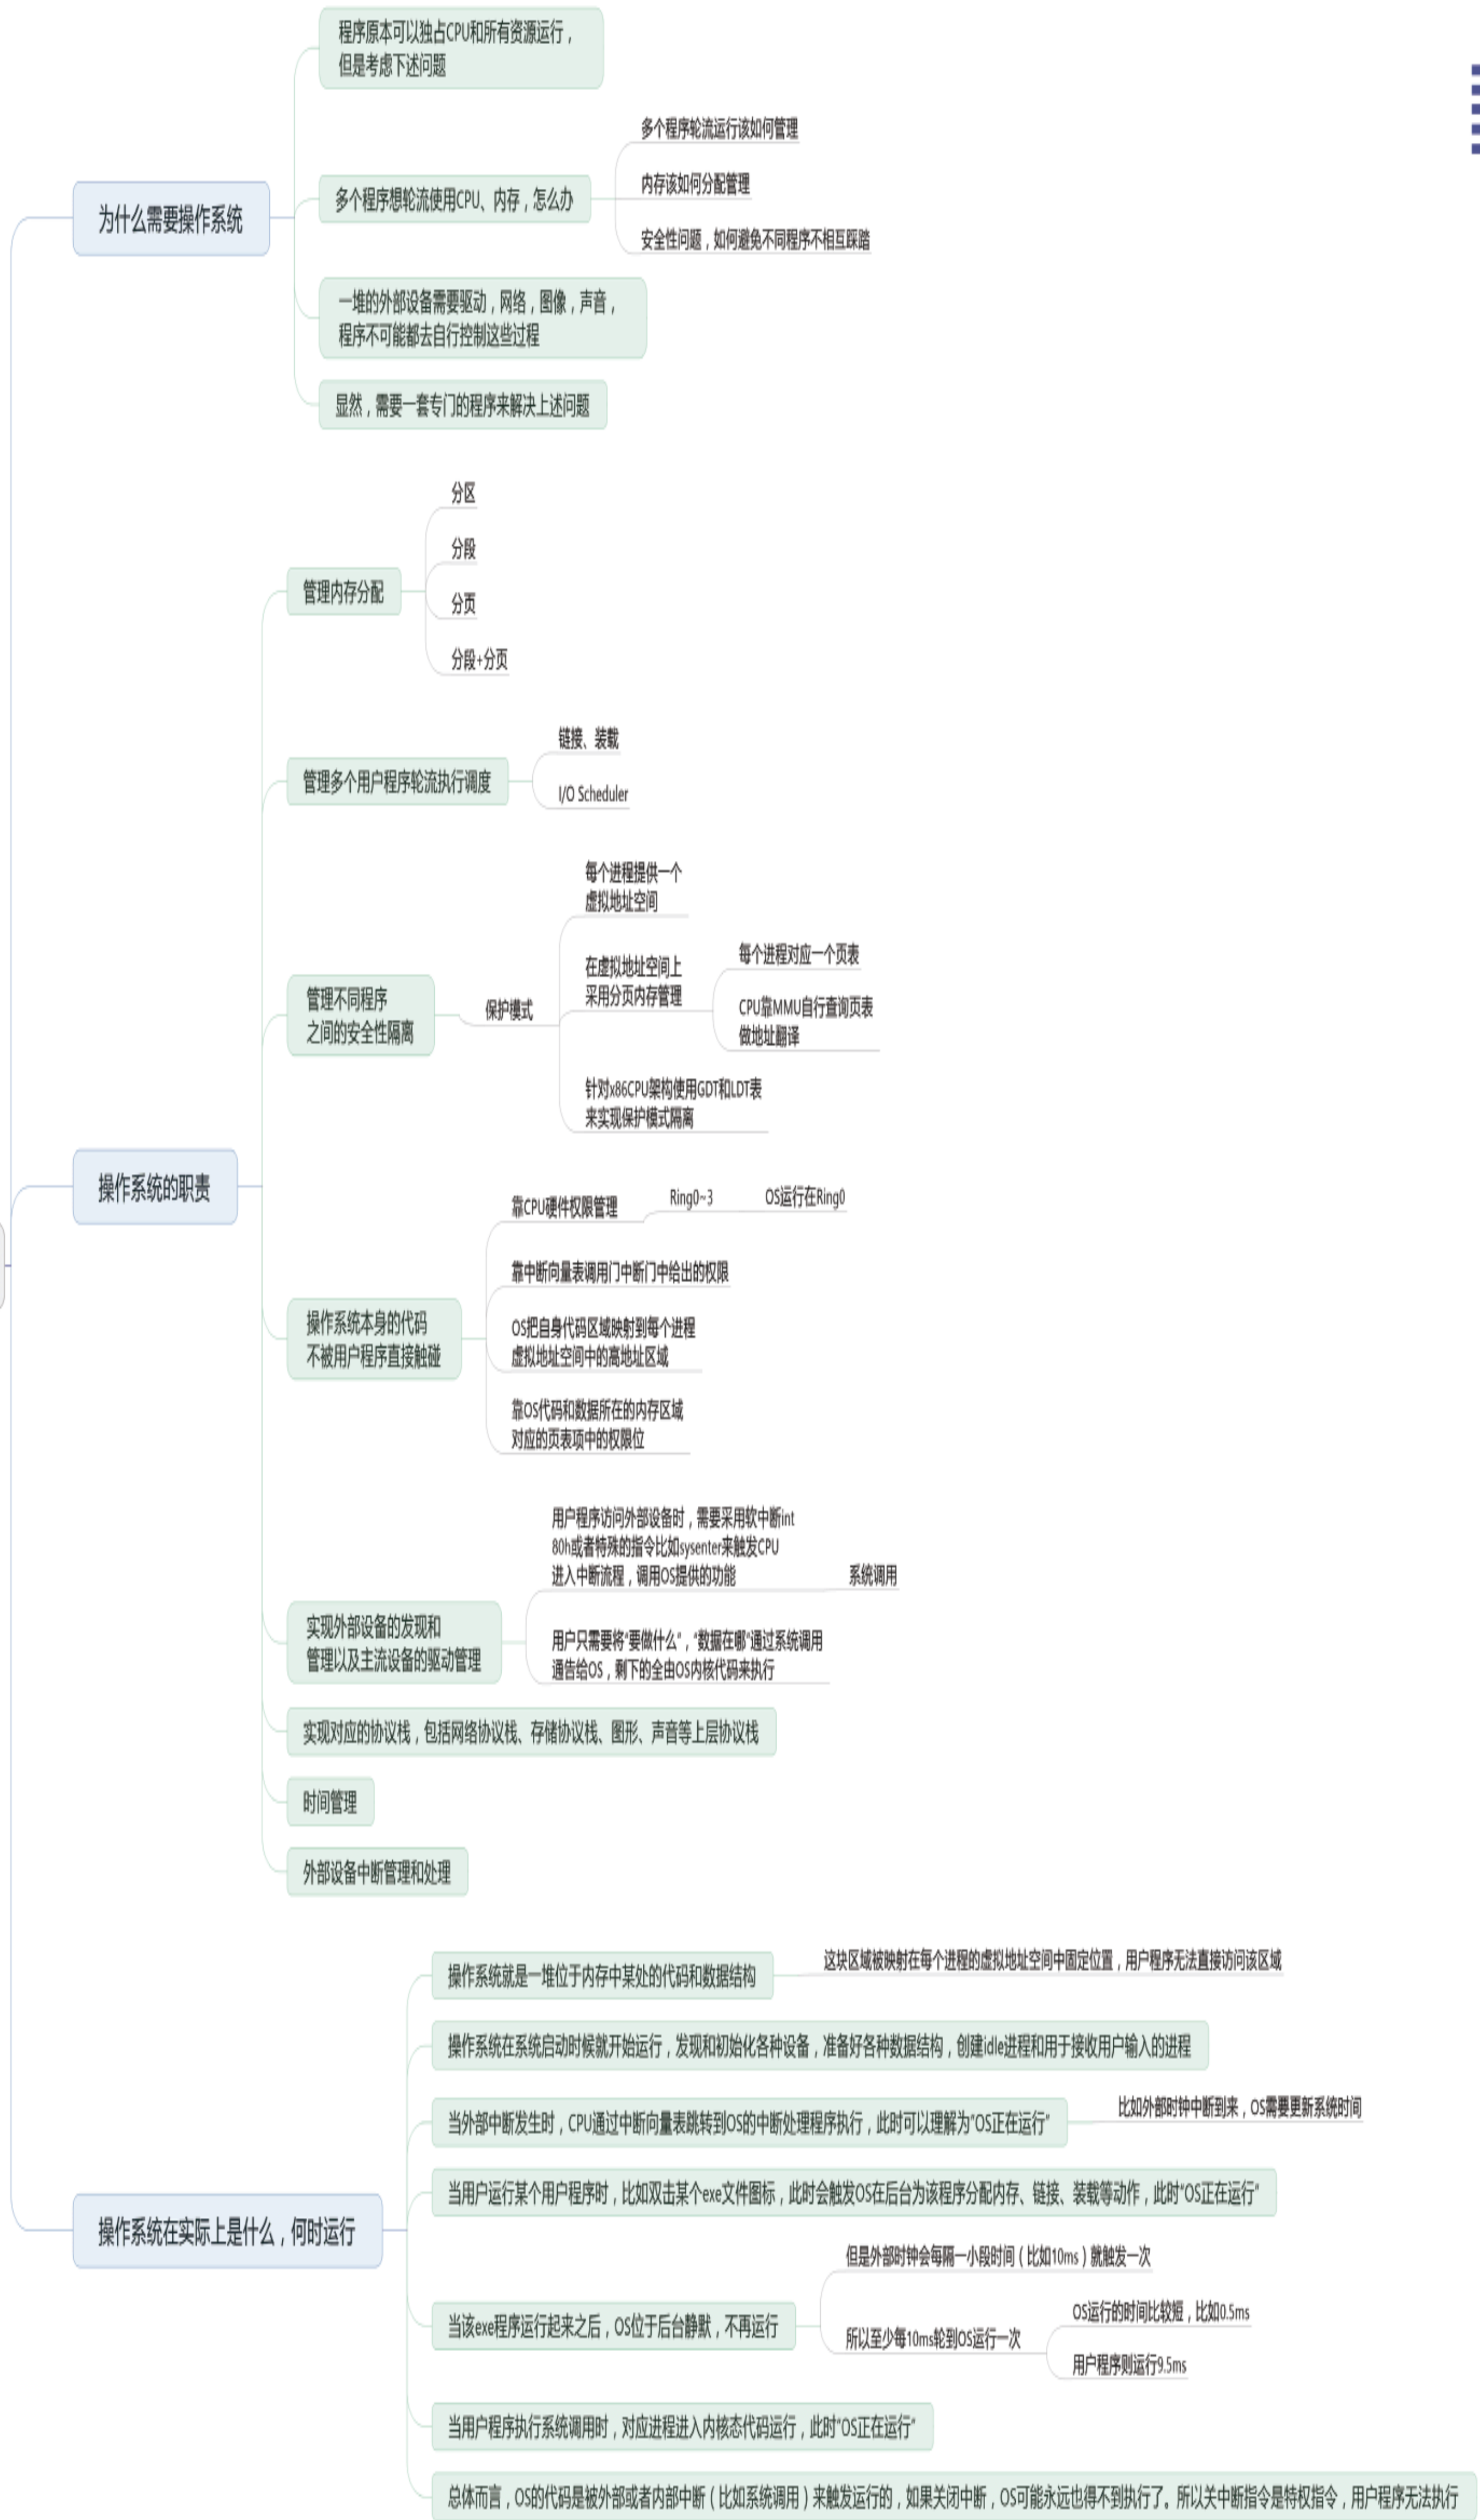 程序原本可以独占CPU和所有资源运行，
但是考虑下述问题
多个程序轮流运行该如何管理
内存该如何分配管理
为什么需要操作系统
多个程序想轮流使用CPU、内存，怎么办
安全性问题，如何避免不同程序不相互踩踏
一堆的外部设备需要驱动，网络，图像，声音，
程序不可能都去自行控制这些过程
显然，需要一套专门的程序来解决上述问题
分区
分段
管理内存分配
分页
分段+分页
链接、装载
管理多个用户程序轮流执行调度
I/O Scheduler
每个进程提供一个
虚拟地址空间
在虚拟地址空间上
采用分页内存管理
每个进程对应一个页表
CPU靠MMU自行查询页表
做地址翻译
管理不同程序
之间的安全性隔离
保护模式
针对x86CPU架构使用GDT和LDT表
来实现保护模式隔离
操作系统的职责
靠CPU硬件权限管理
Ring0~3
OS运行在Ring0
靠中断向量表调用门中断门中给出的权限
操作系统本身的代码
不被用户程序直接触碰
OS把自身代码区域映射到每个进程
虚拟地址空间中的高地址区域
靠OS代码和数据所在的内存区域
对应的页表项中的权限位
用户程序访问外部设备时，需要采用软中断int
80h或者特殊的指令比如sysenter来触发CPU
进入中断流程，调用OS提供的功能
系统调用
实现外部设备的发现和
管理以及主流设备的驱动管理
用户只需要将“要做什么”，“数据在哪”通过系统调用
通告给OS，剩下的全由OS内核代码来执行
实现对应的协议栈，包括网络协议栈、存储协议栈、图形、声音等上层协议栈
时间管理
外部设备中断管理和处理
操作系统就是一堆位于内存中某处的代码和数据结构
这块区域被映射在每个进程的虚拟地址空间中固定位置，用户程序无法直接访问该区域
操作系统在系统启动时候就开始运行，发现和初始化各种设备，准备好各种数据结构，创建idle进程和用于接收用户输入的进程
当外部中断发生时，CPU通过中断向量表跳转到OS的中断处理程序执行，此时可以理解为“OS正在运行”
比如外部时钟中断到来，OS需要更新系统时间
当用户运行某个用户程序时，比如双击某个exe文件图标，此时会触发OS在后台为该程序分配内存、链接、装载等动作，此时“OS正在运行”
操作系统在实际上是什么，何时运行
但是外部时钟会每隔一小段时间（比如10ms）就触发一次
当该exe程序运行起来之后，OS位于后台静默，不再运行
所以至少每10ms轮到OS运行一次
OS运行的时间比较短，比如0.5ms
用户程序则运行9.5ms
当用户程序执行系统调用时，对应进程进入内核态代码运行，此时“OS正在运行”
总体而言，OS的代码是被外部或者内部中断（比如系统调用）来触发运行的，如果关闭中断，OS可能永远也得不到执行了。所以关中断指令是特权指令，用户程序无法执行